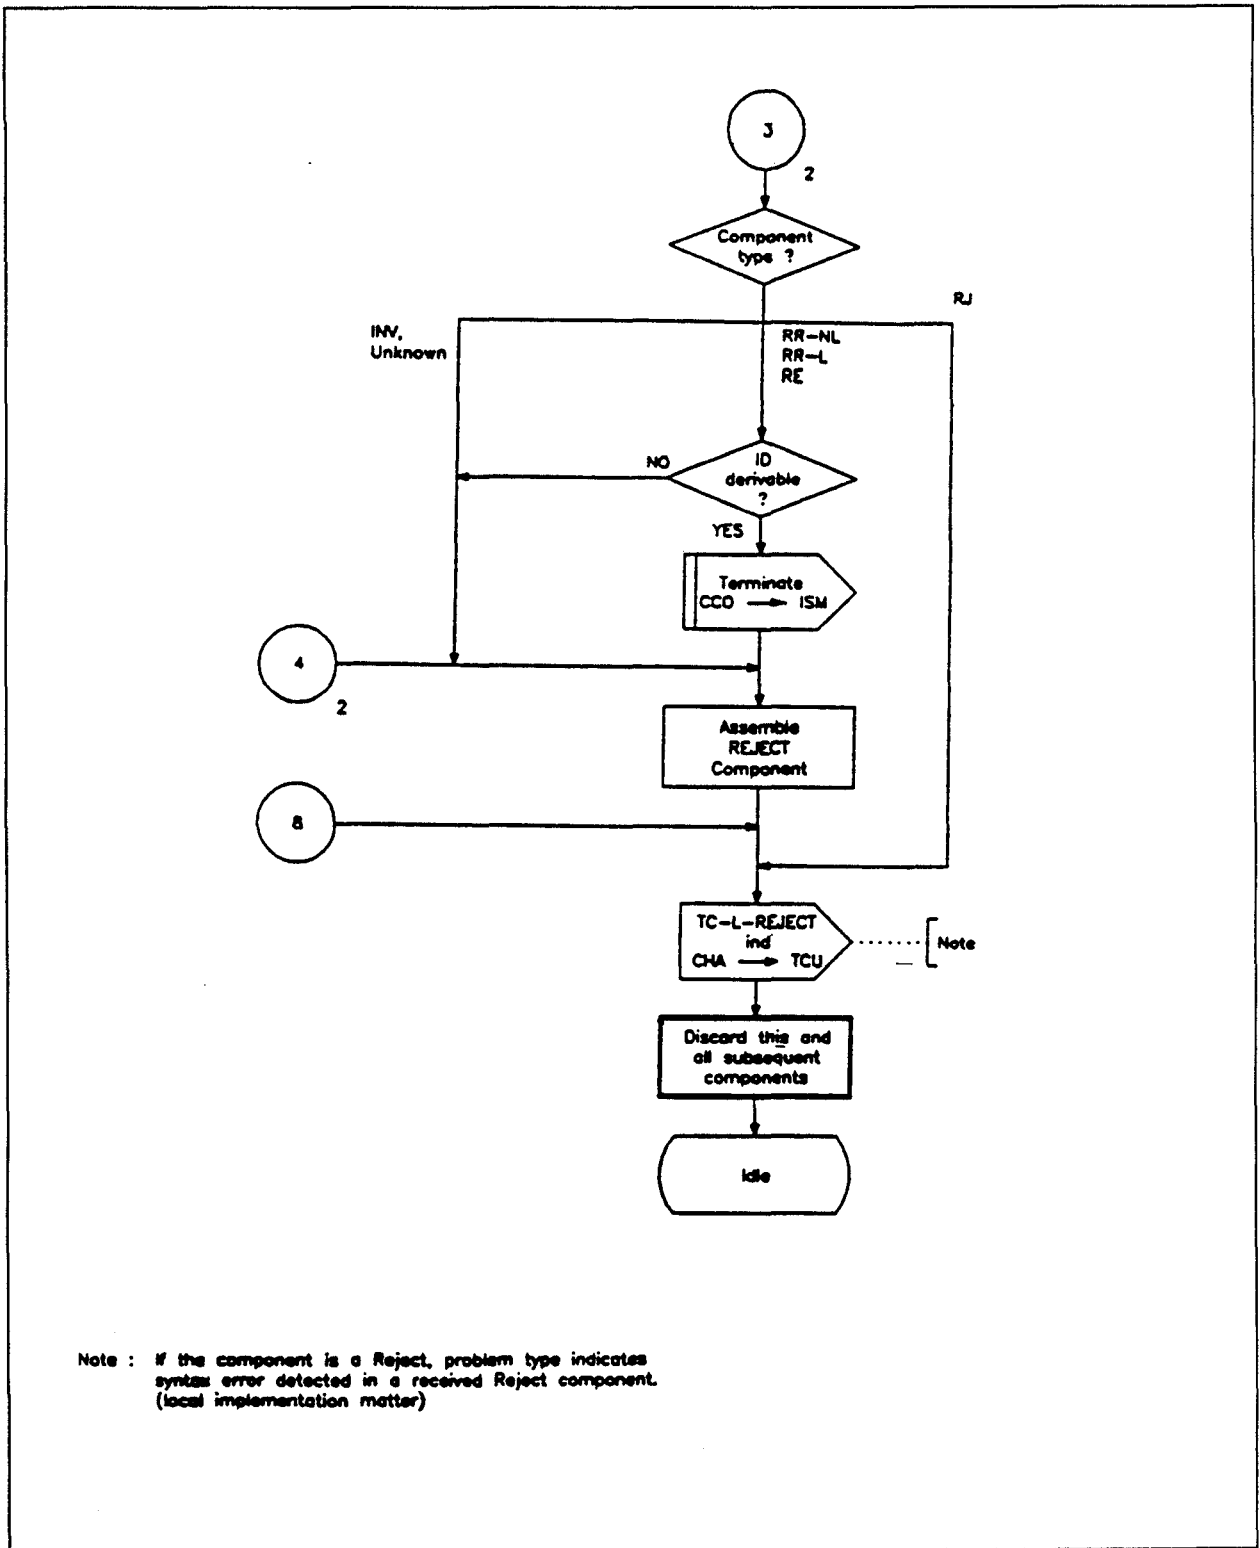 3
2
Component
type ?
RJ
INV,
Unknown
RR-NL
RR-L
RE
NO
ID
derivable
?
YES
Terminate
CCO ISM
4
2
Assemble
REJECT
Component
8
TC-L-REJECT
ind
CHA TCU
Note
Discard this and
all subsequent
components
Idle
Note : If the component is a Reject, problem type indicates
syntax error detected in a received Reject component.
(local implementation matter)